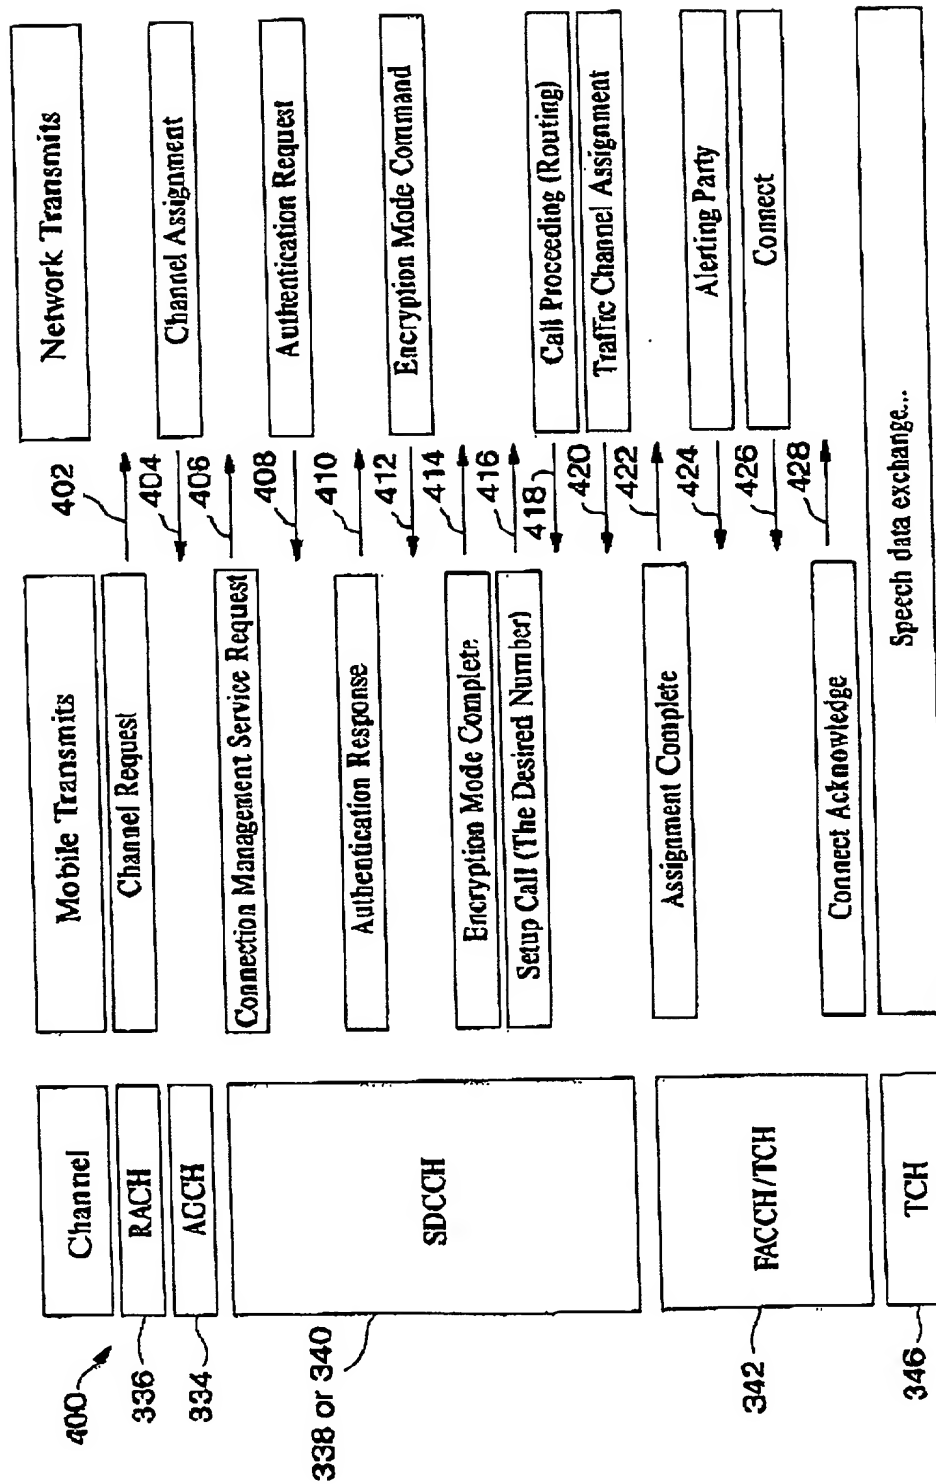 400
Channel
Mobile Transmits
Network Transmits
336
RACH
Channel Request
402
334
AGCH
404
Channel Assignment
338 or 340
SDCCH
Connection Management Service Request
406
408
Authentication Request
Authentication Response
410
412
Encryption Mode Command
Encryption Mode Complete
414
Setup Call (The Desired Number)
416
418
Call Proceeding (Routing)
420
Traffic Channel Assignment
342
FACCH/TCH
Assignment Complete
422
424
Alerting Party
426
Connect
Connect Acknowledge
428
346
TCH
Speech data exchange...